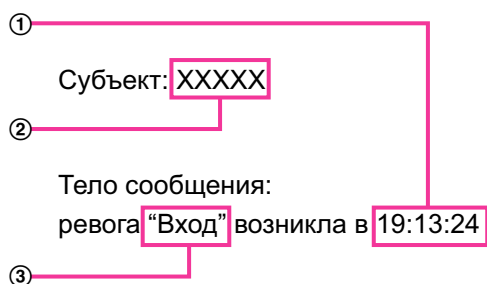 ①
Субъект: XXXXX
②
Тело сообщения:
ревога “Вход” возникла в 19:13:24
③